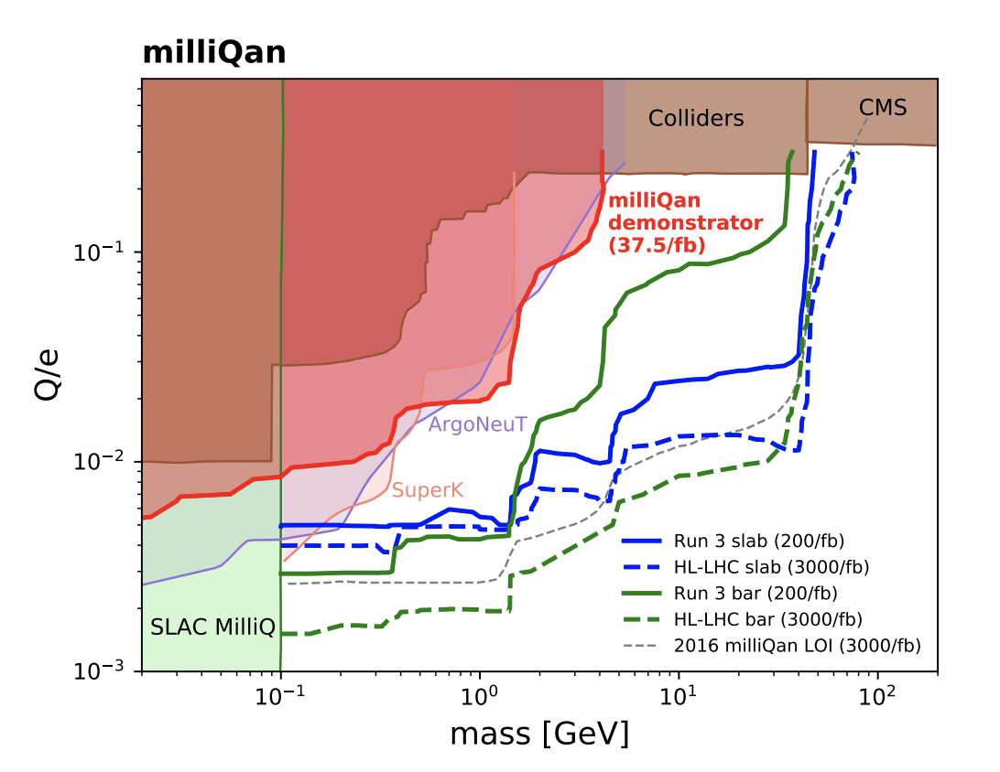 milliQan
Colliders
CMS
milliQan
demonstrator
(37.5/fb)
ArgoNeuT
SuperK
SLAC MilliQ
Run 3 slab (200/fb)
HL-LHC slab (3000/fb)
Run 3 bar (200/fb)
HL-LHC bar (3000/fb)
2016 milliQan LOI (3000/fb)
Q/e
10⁻¹
10⁻²
10⁻³
10⁻¹
10⁰
10¹
10²
mass [GeV]